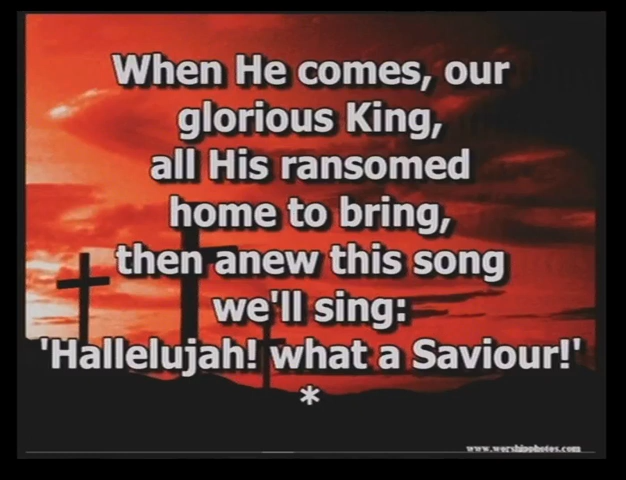 When He comes, our
glorious King,
all His ransomed
home to bring,
then anew this song
we'll sing:
'Hallelujah! what a Saviour!'
*
www.worshipphotos.com